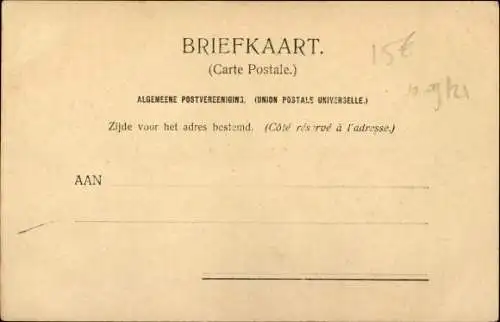 BRIEFKAART.
(Carte Postale.)
15€
ALGEMEENE POSTVEREENIGING. (UNION POSTALE UNIVERSELLE.)
Zijde voor het adres bestemd. (Côté réservé à l'adresse.)
AAN